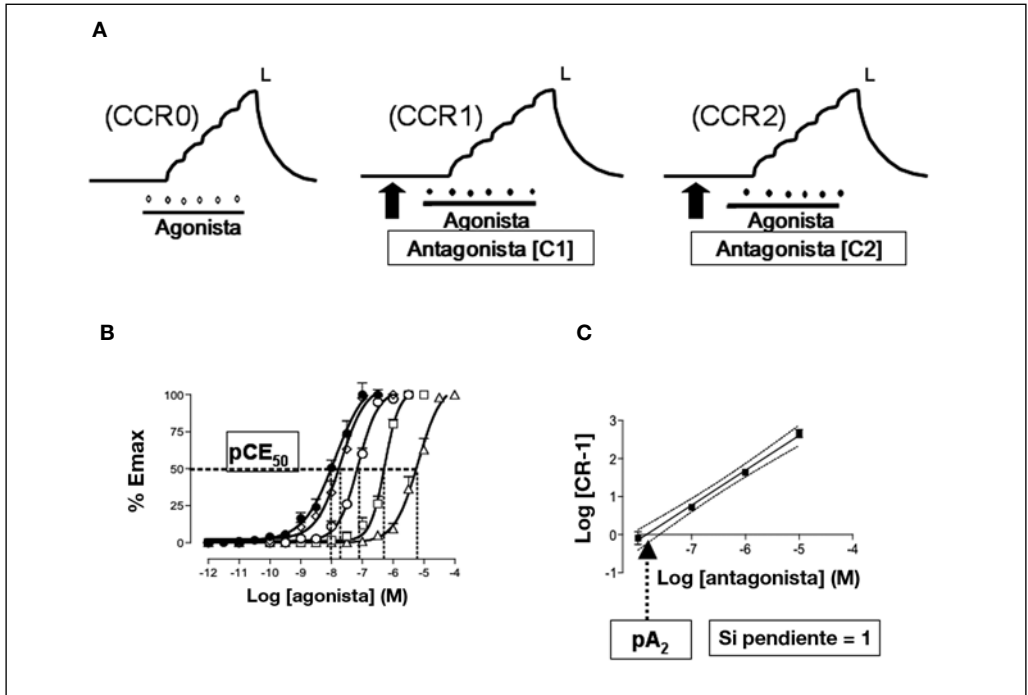 A
L
L
L
(CCR0)
(CCR1)
(CCR2)
Agonista
Agonista
Agonista
Antagonista [C1]
Antagonista [C2]
B
100
75
pCE50
50
25
0
% Emax
-12 -11 -10 -9 -8 -7 -6 -5 -4
Log [agonista] (M)
C
3
2
1
0
-1
Log [CR-1]
-7 -6 -5 -4
Log [antagonista] (M)
pA2
Si pendiente = 1